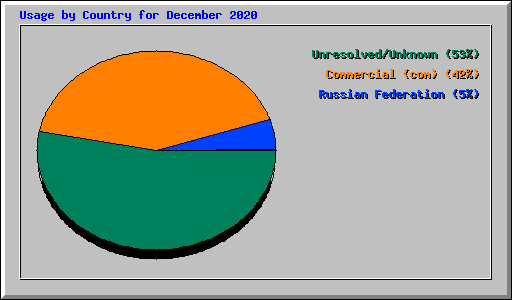 Usage by Country for December 2020
Unresolved/Unknown (53%)
Commercial (com) (42%)
Russian Federation (5%)